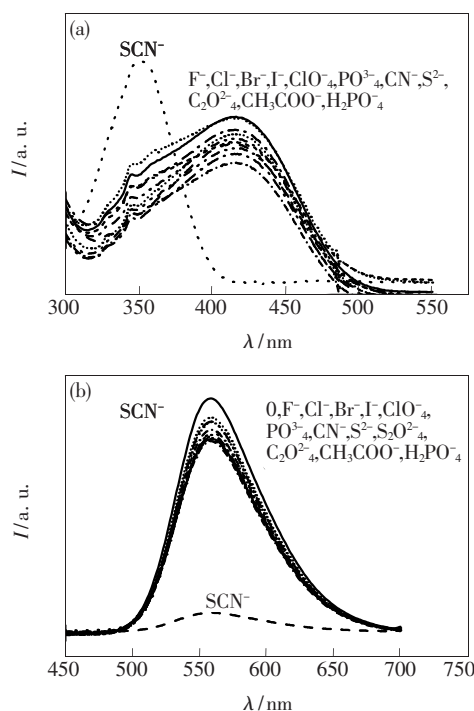 (a)
SCN⁻
F⁻,Cl⁻,Br⁻,I⁻,ClO⁻₄,PO³⁻₄,CN⁻,S²⁻,
C₂O²⁻₄,CH₃COO⁻,H₂PO⁻₄
I/a. u.
300 350 400 450 500 550
λ/nm
(b)
SCN⁻
0,F⁻,Cl⁻,Br⁻,I⁻,ClO⁻₄,
PO³⁻₄,CN⁻,S²⁻,S₂O²⁻₄,
C₂O²⁻₄,CH₃COO⁻,H₂PO⁻₄
I/a. u.
SCN⁻
450 500 550 600 650 700 750
λ/nm